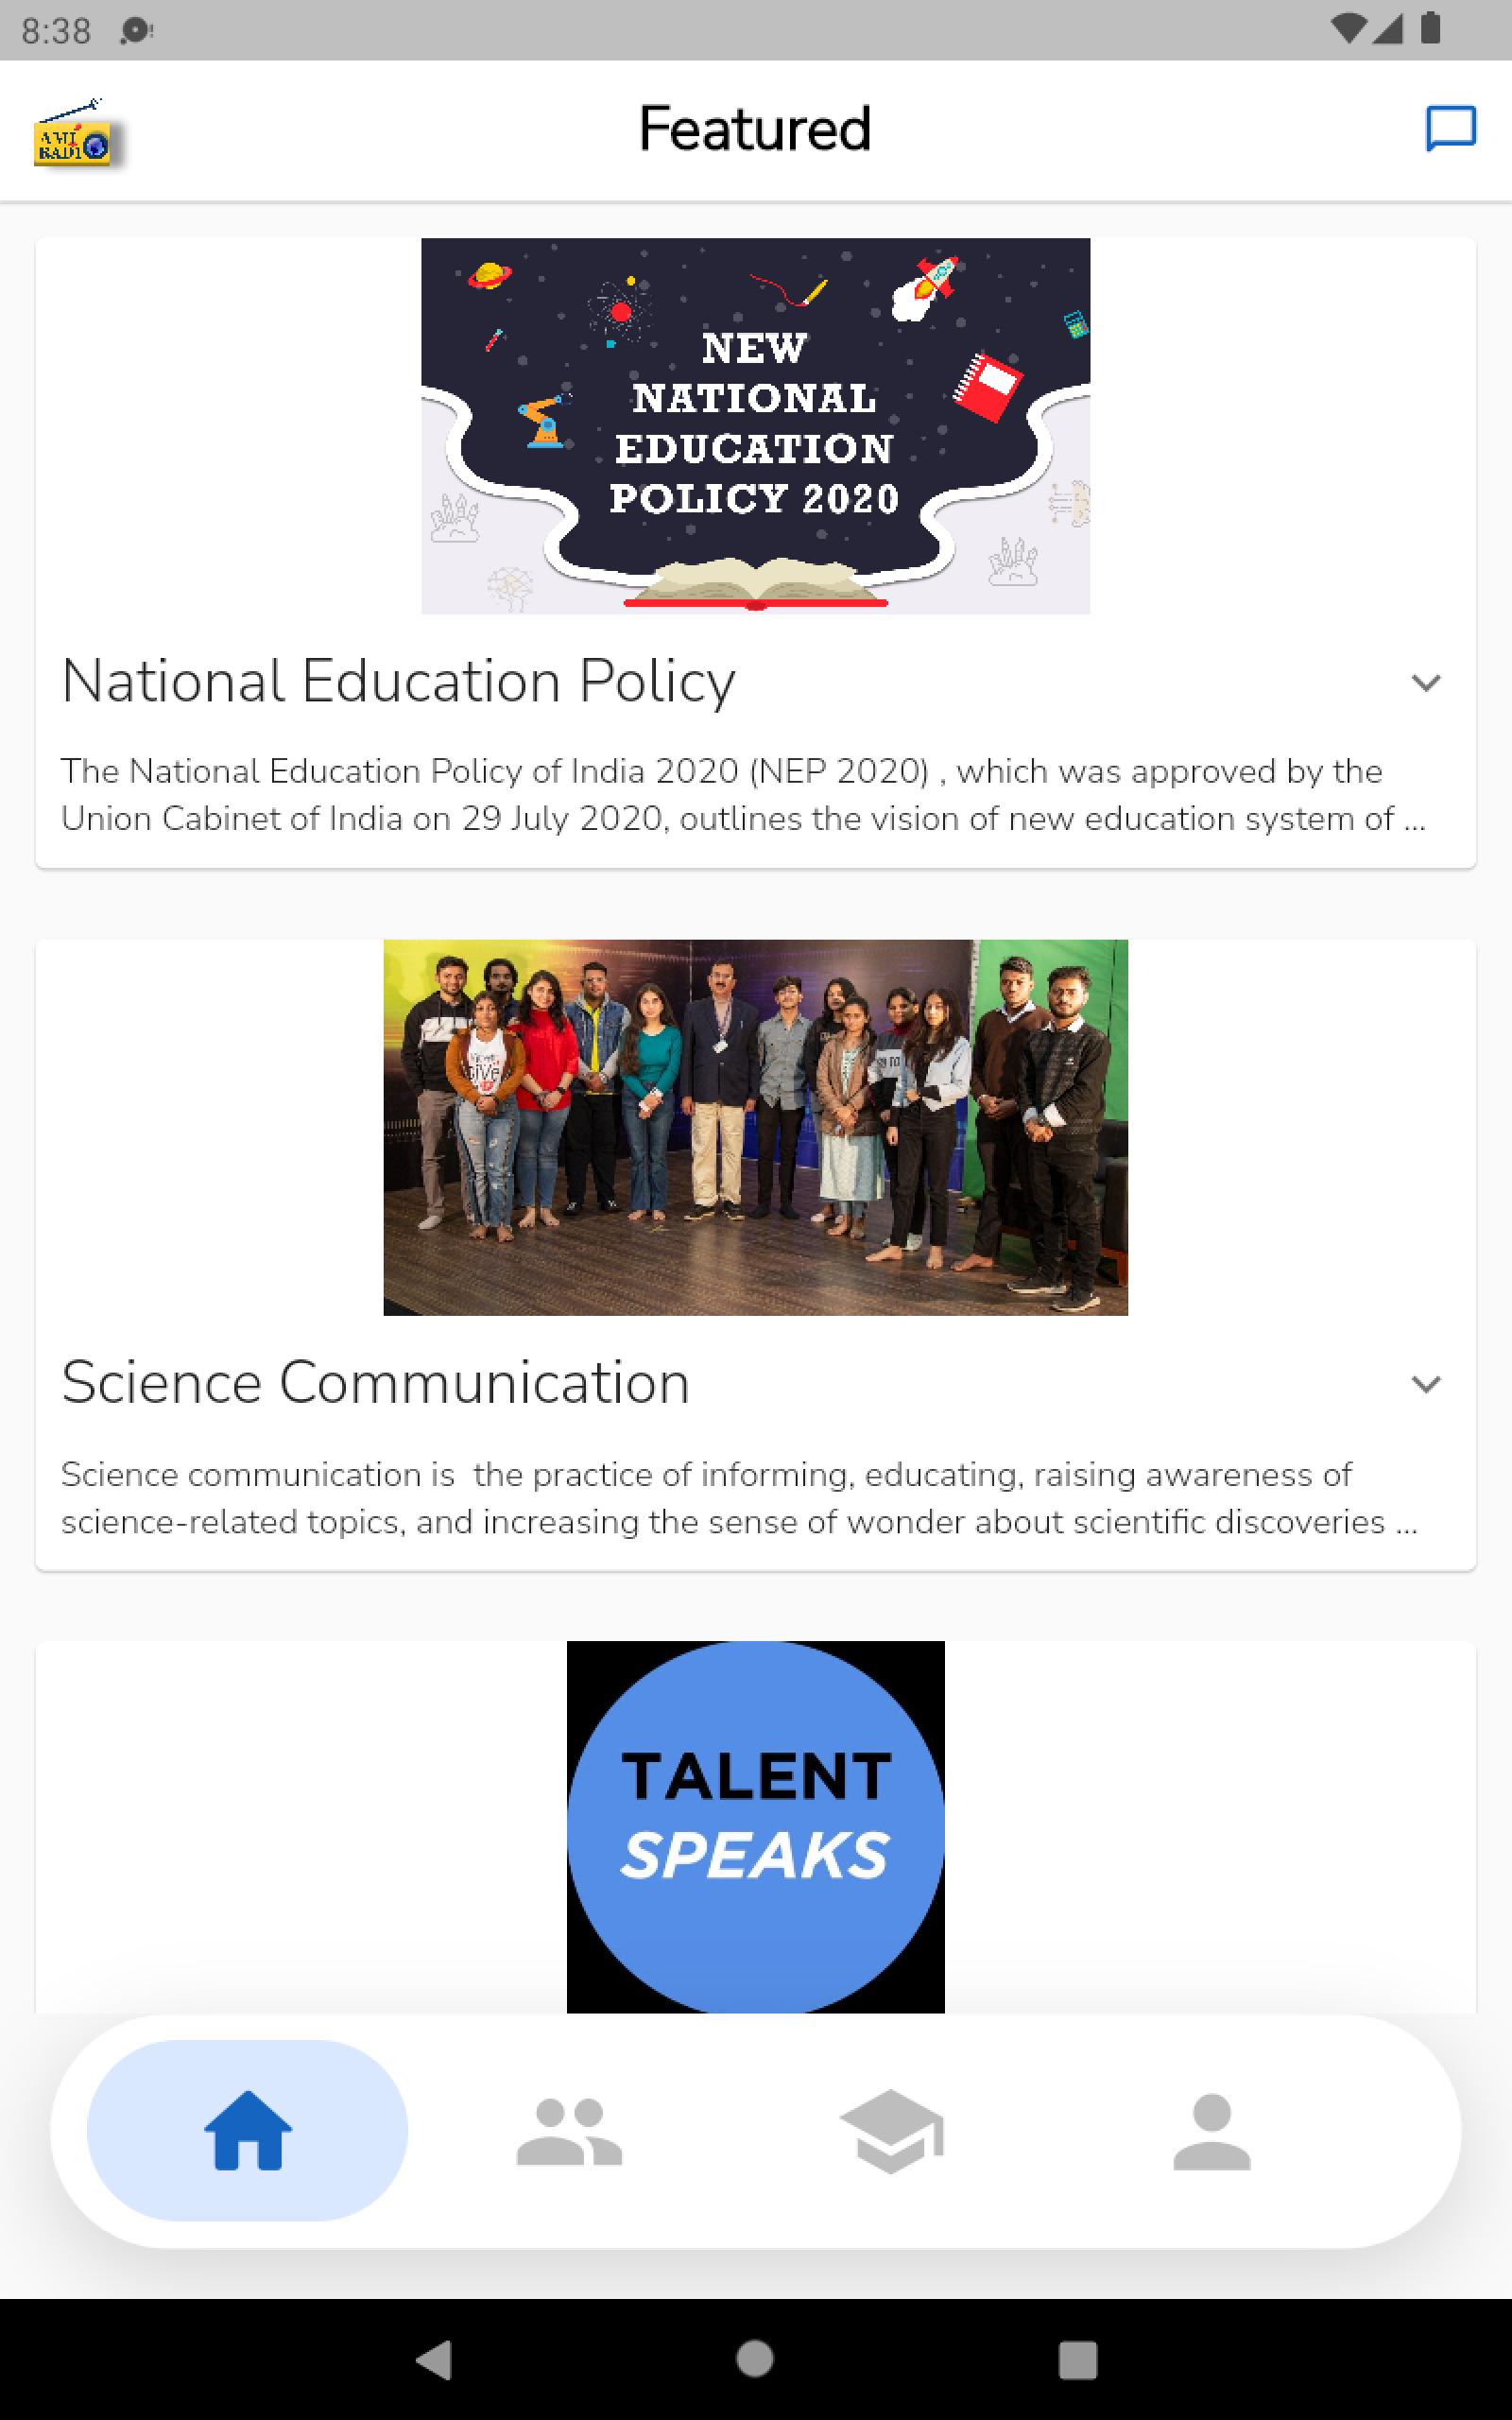 8:38
AMI
RADIO
Featured
NEW
NATIONAL
EDUCATION
POLICY 2020
National Education Policy
The National Education Policy of India 2020 (NEP 2020) , which was approved by the
Union Cabinet of India on 29 July 2020, outlines the vision of new education system of ...
Science Communication
Science communication is  the practice of informing, educating, raising awareness of
science-related topics, and increasing the sense of wonder about scientific discoveries ...
TALENT
SPEAKS